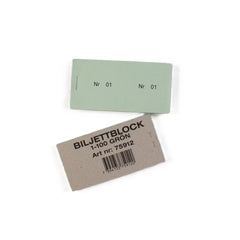 Nr 01 Nr 01
BILJETTBLOCK
1-100 GRÖN
Art nr: 75912